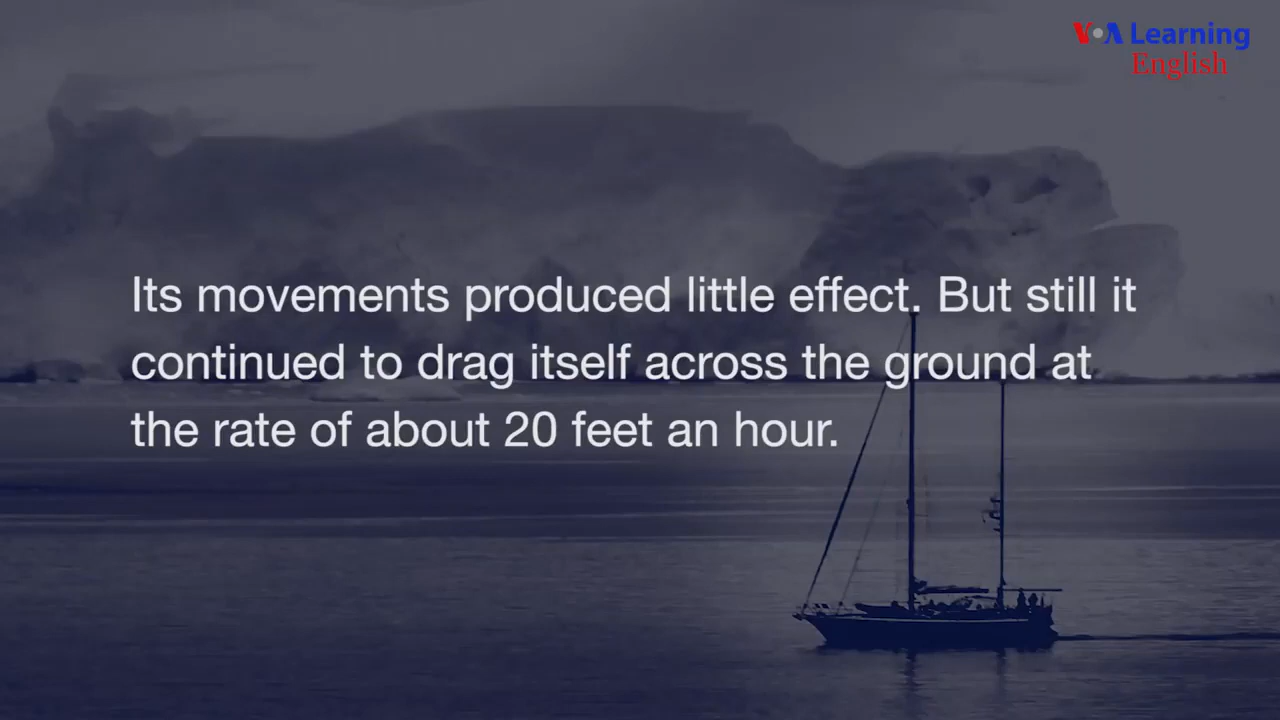 VOA Learning
English
Its movements produced little effect. But still it
continued to drag itself across the ground at
the rate of about 20 feet an hour.